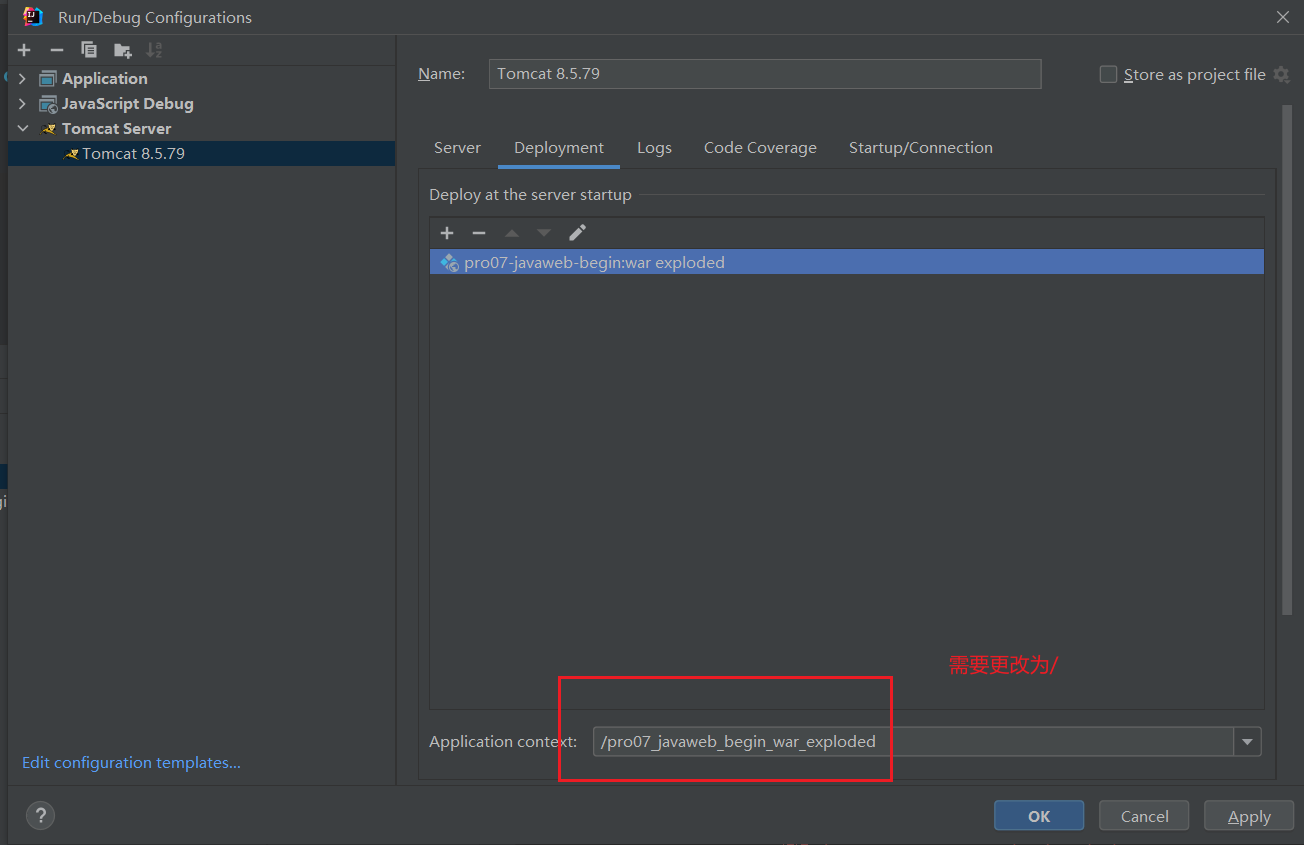 Run/Debug Configurations
Name: Tomcat 8.5.79 Store as project file
Application
JavaScript Debug
Tomcat Server
Tomcat 8.5.79
Server Deployment Logs Code Coverage Startup/Connection
Deploy at the server startup
pro07-javaweb-begin:war exploded
需要更改为/
Application context: /pro07_javaweb_begin_war_exploded
Edit configuration templates...
? OK Cancel Apply